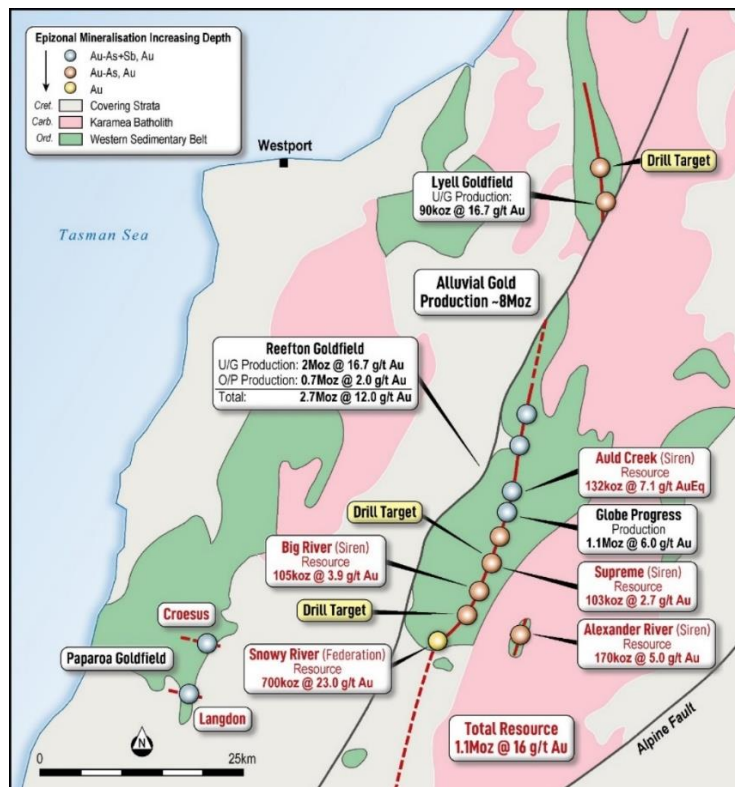 Epizonal Mineralisation Increasing Depth
Au-As+Sb, Au
Au-As, Au
Au
Cret. Covering Strata
Carb. Karamea Batholith
Ord. Western Sedimentary Belt
Westport
Drill Target
Lyell Goldfield
U/G Production:
90koz @ 16.7 g/t Au
Tasman Sea
Alluvial Gold
Production ~8Moz
Reefton Goldfield
U/G Production: 2Moz @ 16.7 g/t Au
O/P Production: 0.7Moz @ 2.0 g/t Au
Total: 2.7Moz @ 12.0 g/t Au
Auld Creek (Siren)
Resource
132koz @ 7.1 g/t AuEq
Drill Target
Globe Progress
Production
1.1Moz @ 6.0 g/t Au
Big River (Siren)
Resource
105koz @ 3.9 g/t Au
Supreme (Siren)
Resource
103koz @ 2.7 g/t Au
Drill Target
Croesus
Alexander River (Siren)
Resource
170koz @ 5.0 g/t Au
Paparoa Goldfield
Snowy River (Federation)
Resource
700koz @ 23.0 g/t Au
Langdon
Total Resource
1.1Moz @ 16 g/t Au
Alpine Fault
N
0 25km